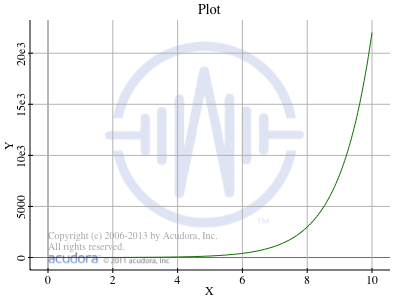 Plot
20e3
15e3
10e3
5000
0
Y
TM
Copyright (c) 2006-2013 by Acudora, Inc.
All rights reserved.
acudora © 2011 acudora, Inc
0 2 4 6 8 10
X